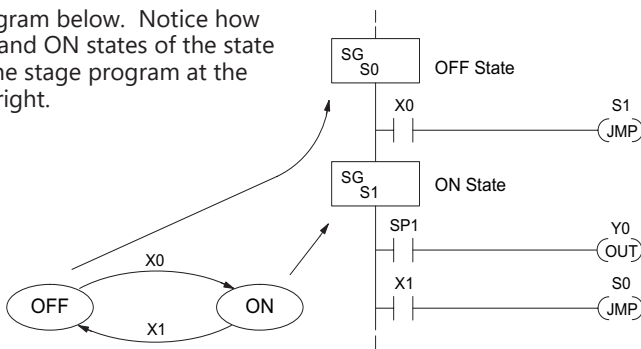 gram below. Notice how
and ON states of the state
ne stage program at the
right.
SG
S0
OFF State
X0
S1
JMP
SG
S1
ON State
SP1
Y0
OUT
X1
S0
JMP
X0
OFF
ON
X1